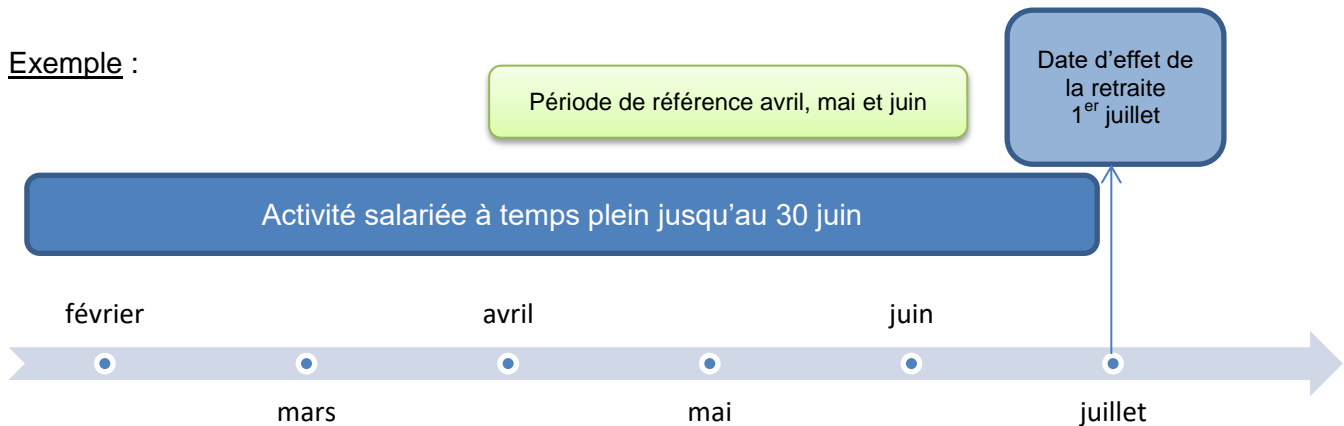 Exemple :
Période de référence avril, mai et juin
Date d’effet de
la retraite
1er juillet
Activité salariée à temps plein jusqu’au 30 juin
février
avril
juin
mars
mai
juillet